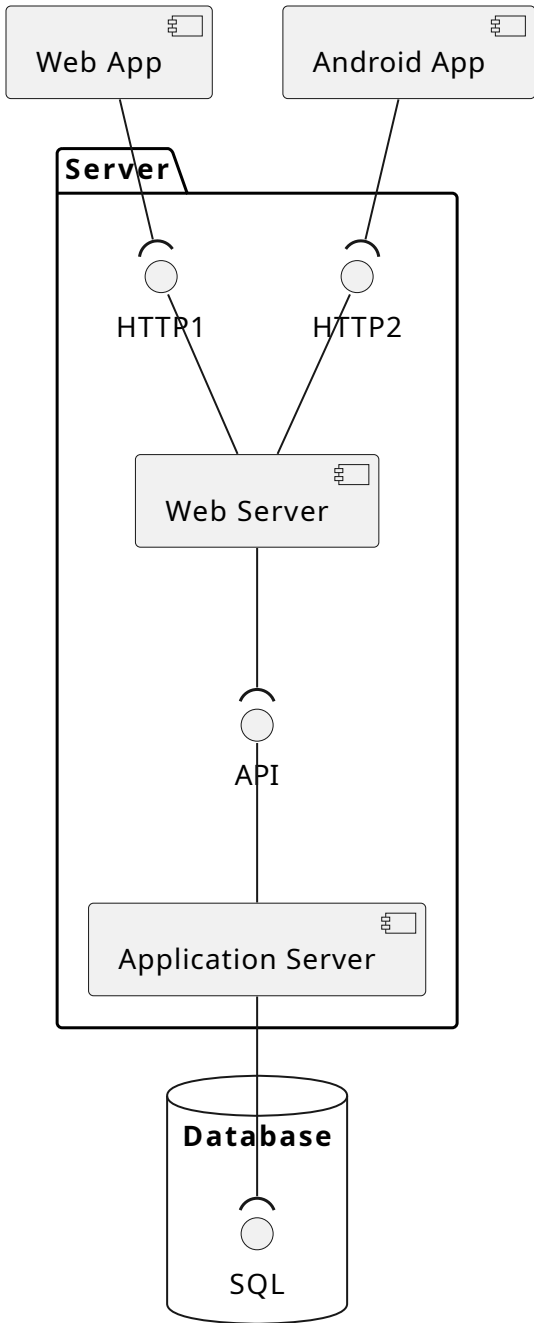 Web App
Android App
Server
HTTP1
HTTP2
Web Server
API
Application Server
Database
SQL